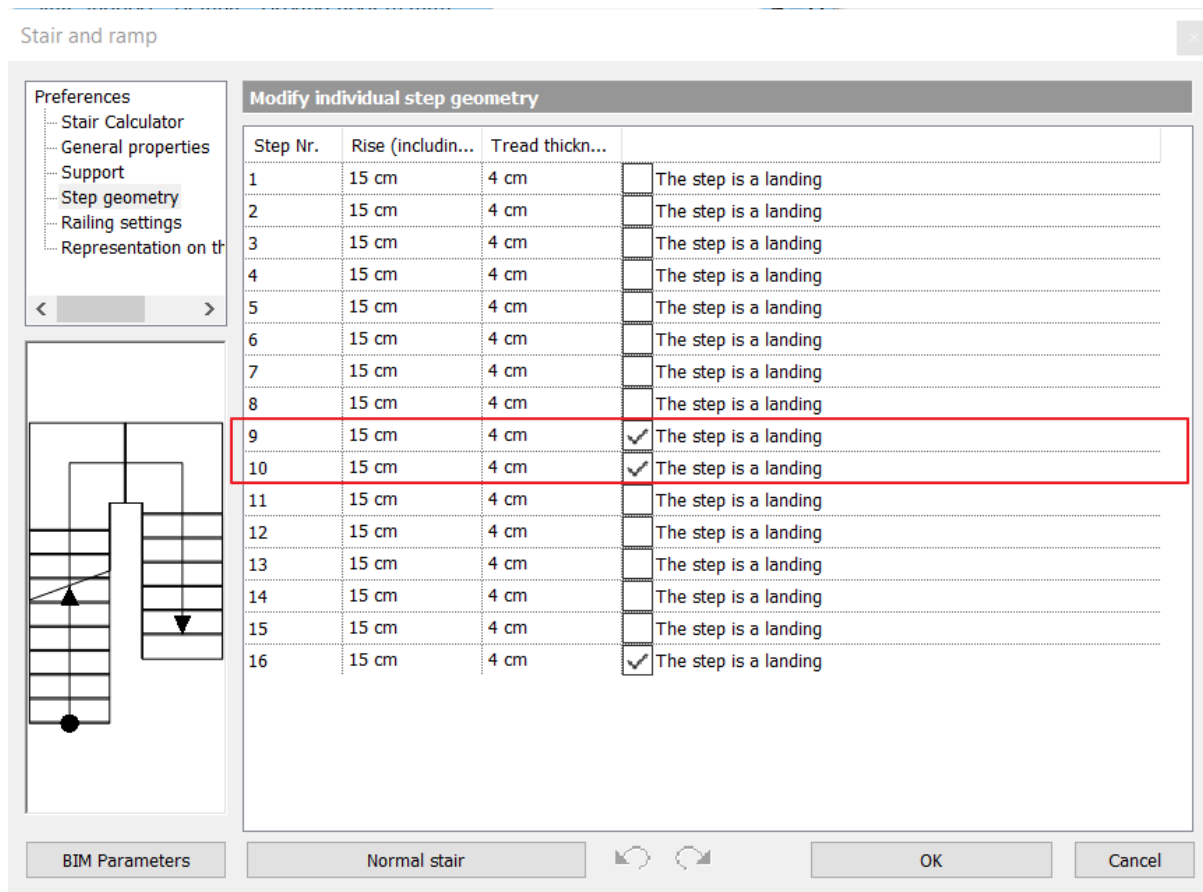 Stair and ramp
Preferences
Stair Calculator
General properties
Support
Step geometry
Railing settings
Representation on th
Modify individual step geometry
Step Nr. Rise (includin... Tread thickn...
1 15 cm 4 cm The step is a landing
2 15 cm 4 cm The step is a landing
3 15 cm 4 cm The step is a landing
4 15 cm 4 cm The step is a landing
5 15 cm 4 cm The step is a landing
6 15 cm 4 cm The step is a landing
7 15 cm 4 cm The step is a landing
8 15 cm 4 cm The step is a landing
9 15 cm 4 cm The step is a landing
10 15 cm 4 cm The step is a landing
11 15 cm 4 cm The step is a landing
12 15 cm 4 cm The step is a landing
13 15 cm 4 cm The step is a landing
14 15 cm 4 cm The step is a landing
15 15 cm 4 cm The step is a landing
16 15 cm 4 cm The step is a landing
BIM Parameters Normal stair OK Cancel